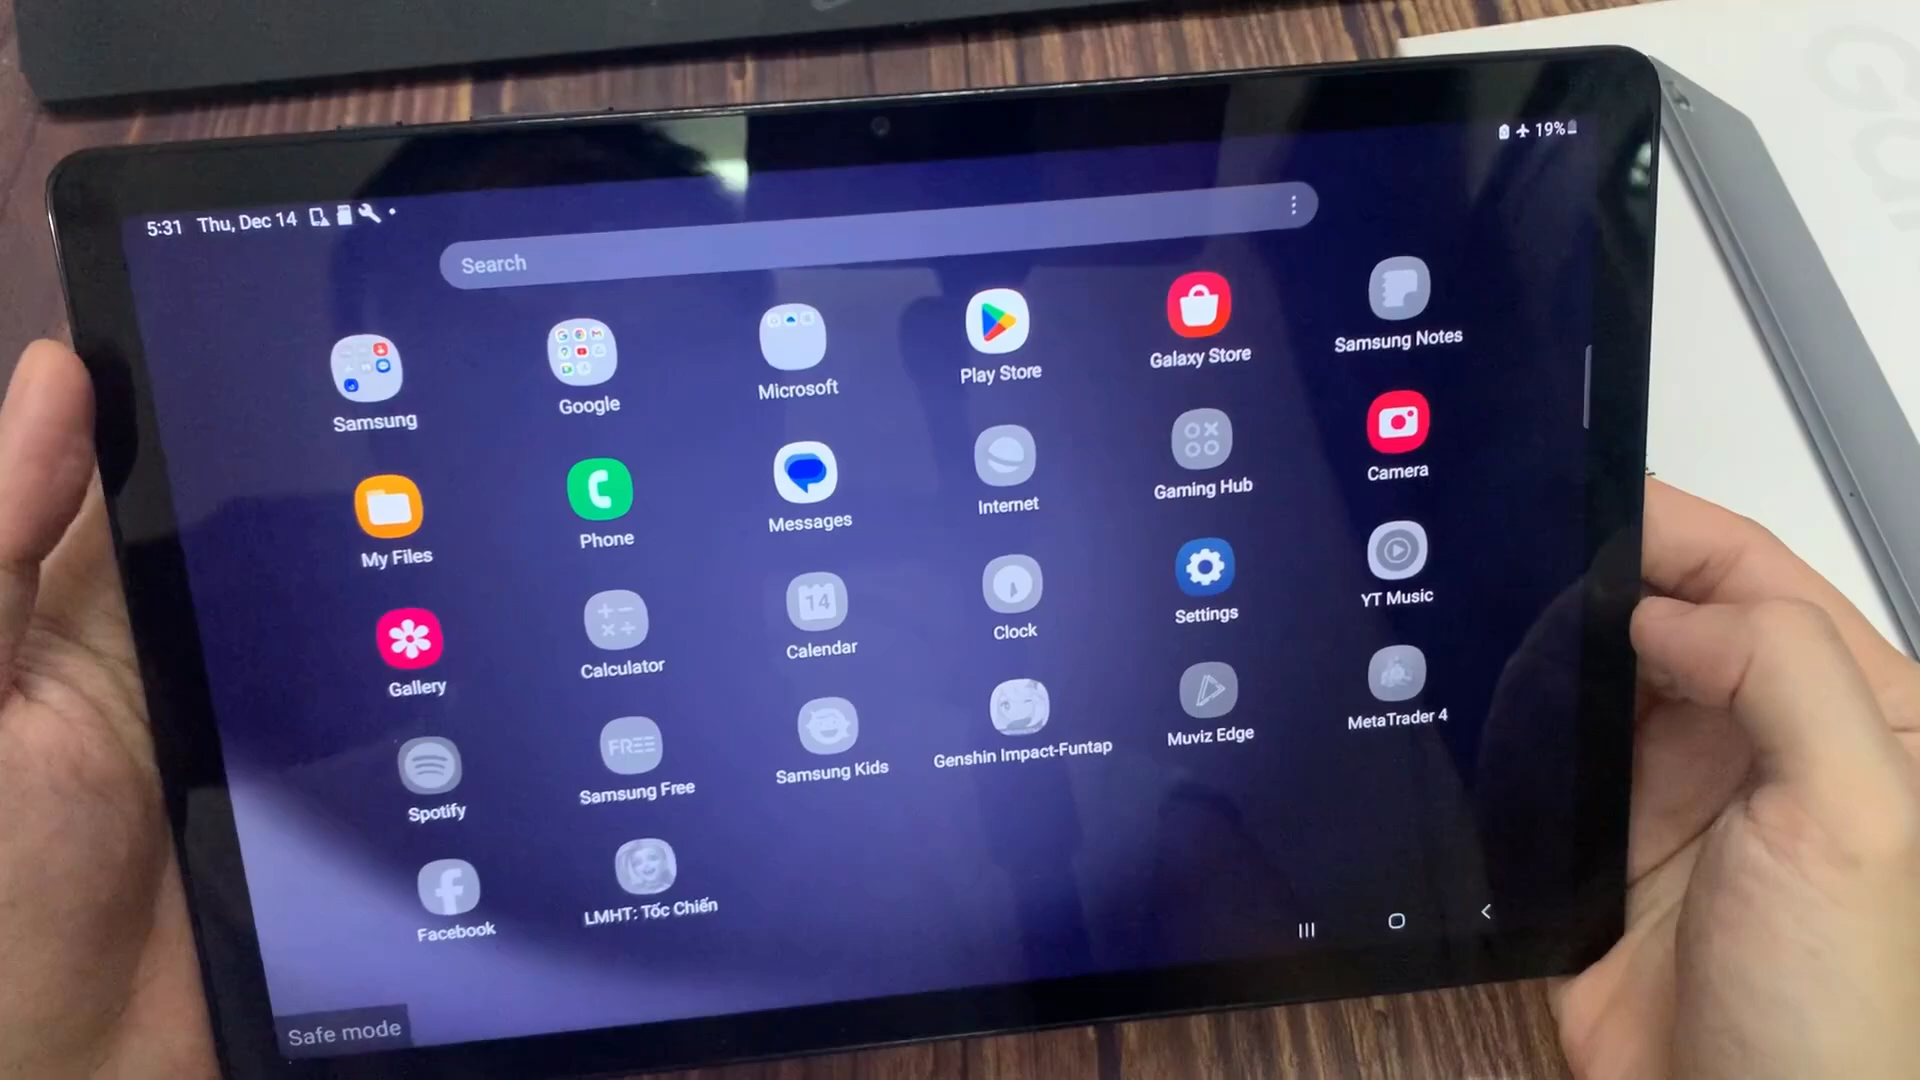 5:31 Thu, Dec 14
19%
Search
Samsung
Google
Microsoft
Play Store
Galaxy Store
Samsung Notes
My Files
Phone
Messages
Internet
Gaming Hub
Camera
Gallery
Calculator
14
Calendar
Clock
Settings
YT Music
Spotify
FREE
Samsung Free
Samsung Kids
Genshin Impact-Funtap
Muviz Edge
MetaTrader 4
Facebook
LMHT: Tốc Chiến
Safe mode